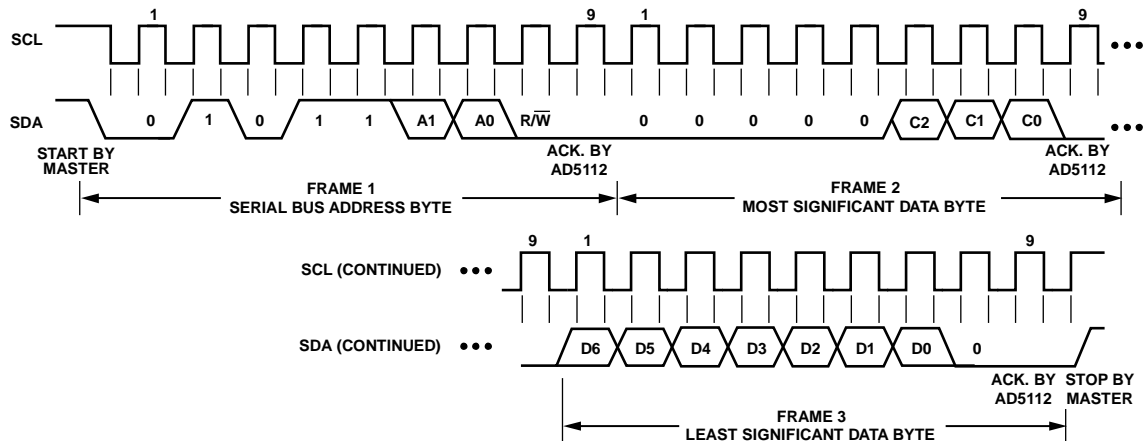 1 9 1 9
SCL
SDA 0 1 0 1 1 A1 A0 R/W̅ 0 0 0 0 0 C2 C1 C0
START BY
MASTER
ACK. BY
AD5112
ACK. BY
AD5112
FRAME 1
SERIAL BUS ADDRESS BYTE
FRAME 2
MOST SIGNIFICANT DATA BYTE
9 1 9
SCL (CONTINUED)
SDA (CONTINUED) D6 D5 D4 D3 D2 D1 D0 0
ACK. BY
AD5112
STOP BY
MASTER
FRAME 3
LEAST SIGNIFICANT DATA BYTE